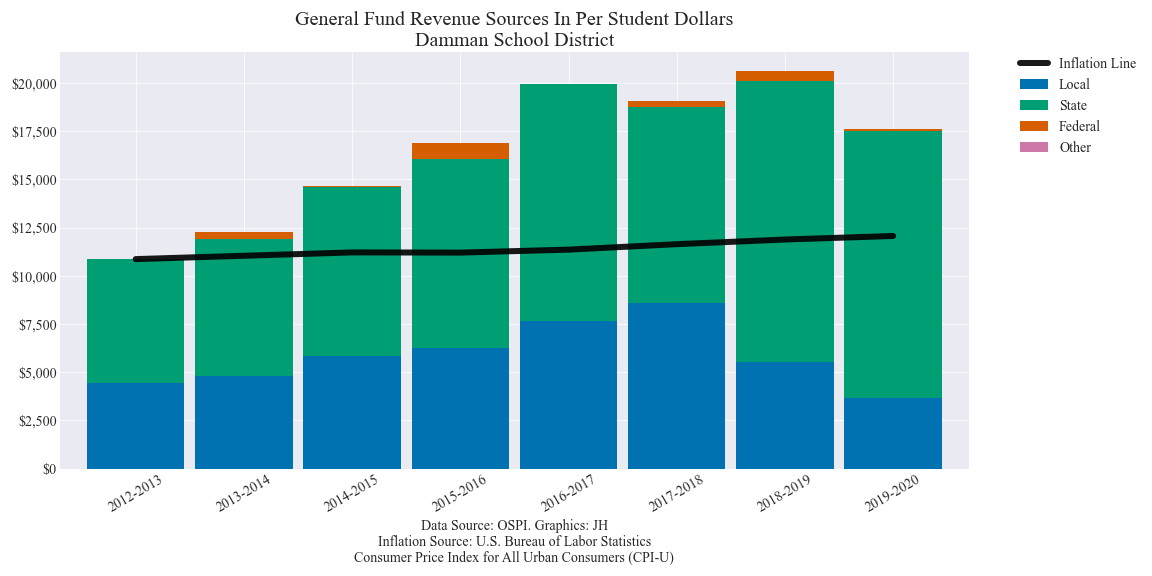 General Fund Revenue Sources In Per Student Dollars
Damman School District
Inflation Line
Local
State
Federal
Other
$20,000
$17,500
$15,000
$12,500
$10,000
$7,500
$5,000
$2,500
$0
2012-2013
2013-2014
2014-2015
2015-2016
2016-2017
2017-2018
2018-2019
2019-2020
Data Source: OSPI. Graphics: JH
Inflation Source: U.S. Bureau of Labor Statistics
Consumer Price Index for All Urban Consumers (CPI-U)